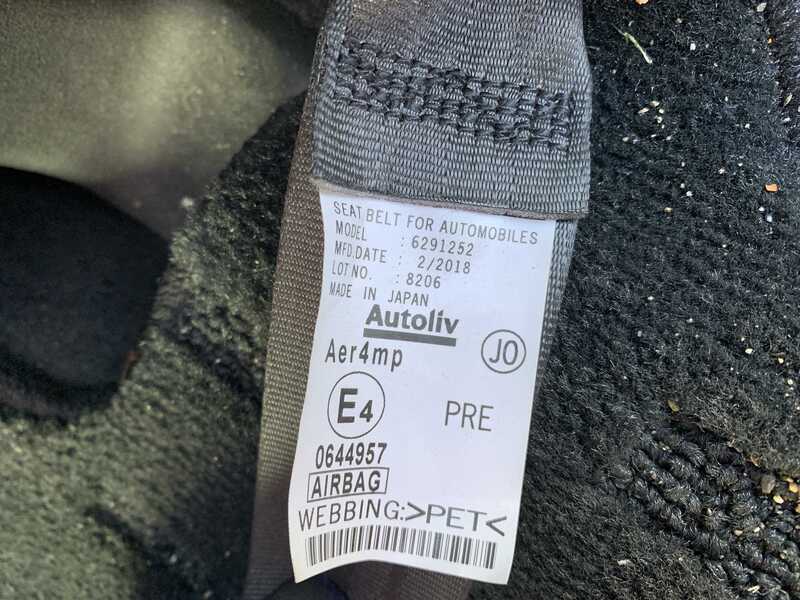 SEAT BELT FOR AUTOMOBILES
MODEL : 6291252
MFD.DATE : 2/2018
LOT NO. : 8206
MADE IN JAPAN
Autoliv
JO
Aer4mp
E4
PRE
0644957
AIRBAG
WEBBING:>PET<